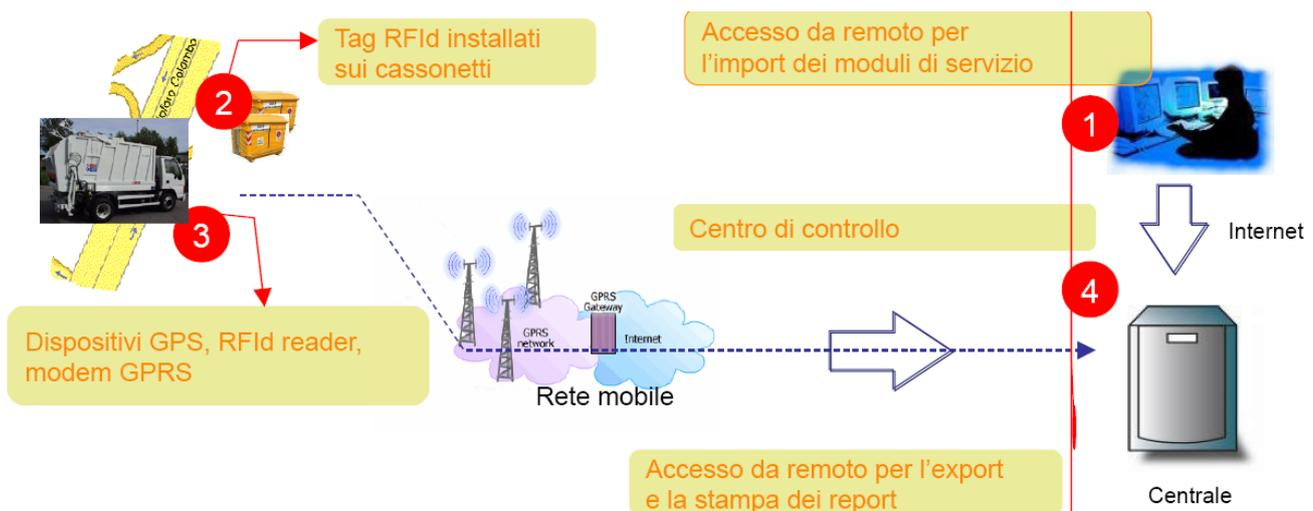 Tag RFId installati
sui cassonetti
Accesso da remoto per
l'import dei moduli di servizio
Colombo
2
1
3
Centro di controllo
Internet
4
Dispositivi GPS, RFId reader,
modem GPRS
GPRS
Gateway
GPRS
network
Internet
Rete mobile
Accesso da remoto per l'export
e la stampa dei report
Centrale